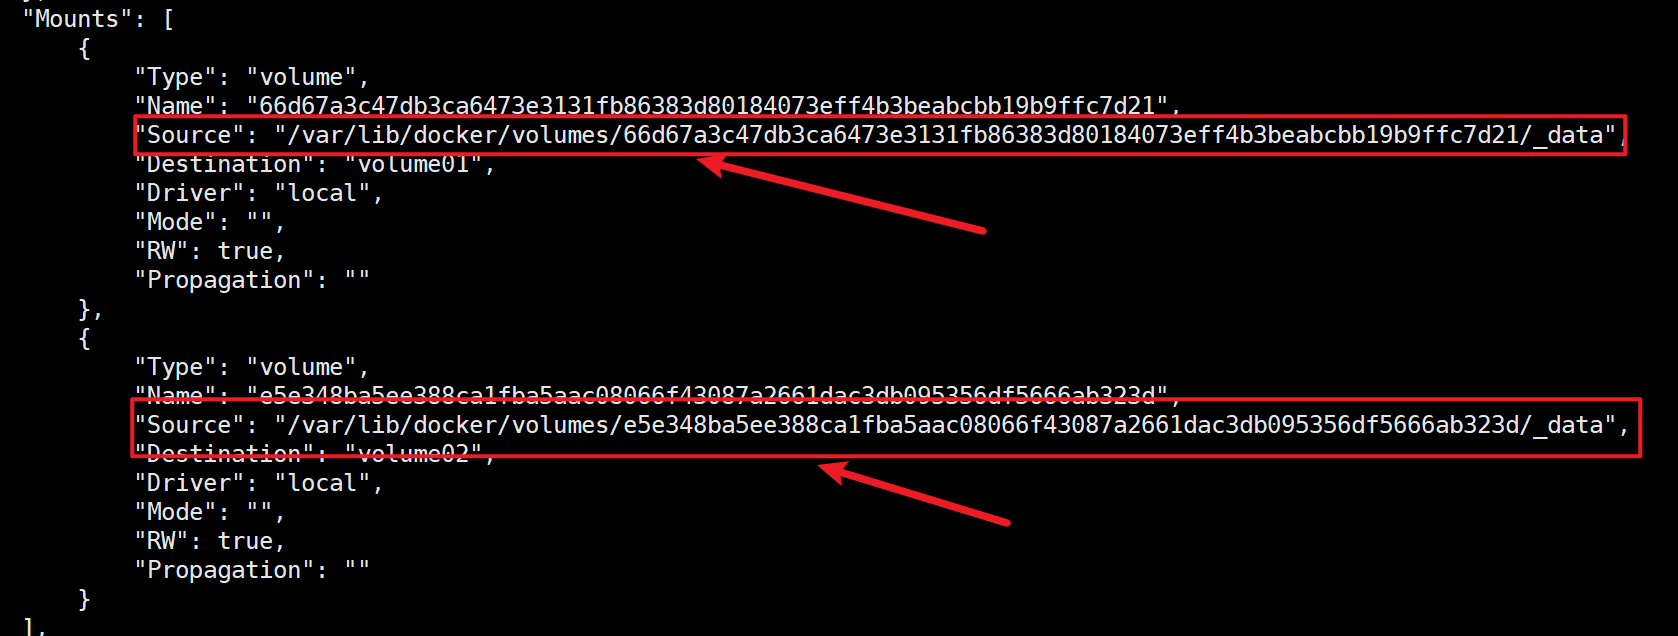 "Mounts": [
{
"Type": "volume",
"Name": "66d67a3c47db3ca6473e3131fb86383d80184073eff4b3beabcbb19b9ffc7d21",
"Source": "/var/lib/docker/volumes/66d67a3c47db3ca6473e3131fb86383d80184073eff4b3beabcbb19b9ffc7d21/_data",
"Destination": "volume01",
"Driver": "local",
"Mode": "",
"RW": true,
"Propagation": ""
},
{
"Type": "volume",
"Name": "e5e348ba5ee388ca1fba5aac08066f43087a2661dac3db095356df5666ab323d",
"Source": "/var/lib/docker/volumes/e5e348ba5ee388ca1fba5aac08066f43087a2661dac3db095356df5666ab323d/_data",
"Destination": "volume02",
"Driver": "local",
"Mode": "",
"RW": true,
"Propagation": ""
}
],